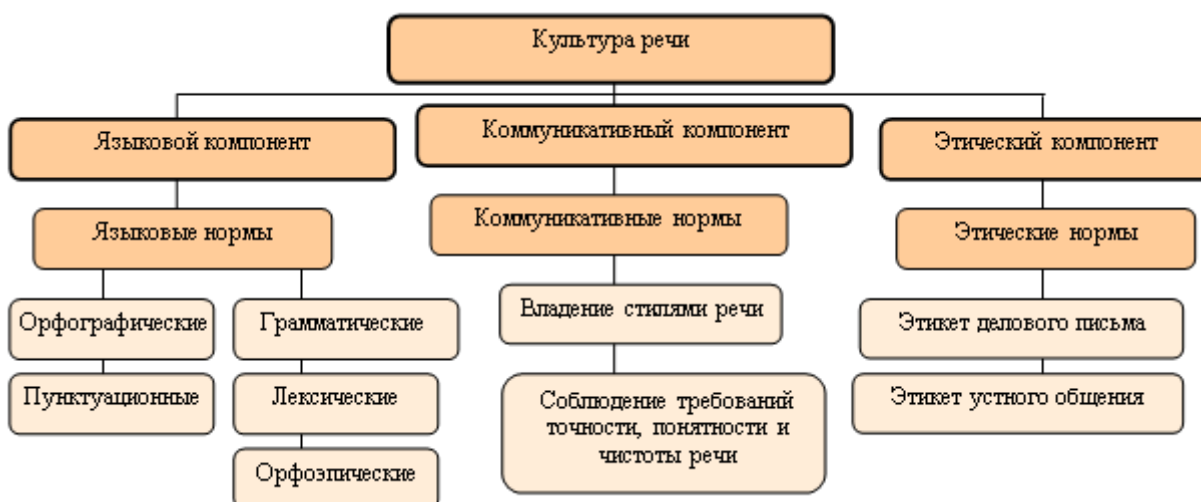 Культура речи
Языковой компонент
Коммуникативный компонент
Этический компонент
Языковые нормы
Коммуникативные нормы
Этические нормы
Орфографические
Грамматические
Владение стилями речи
Этикет делового письма
Пунктуационные
Лексические
Соблюдение требований
точности, понятности и
чистоты речи
Этикет устного общения
Орфоэпические